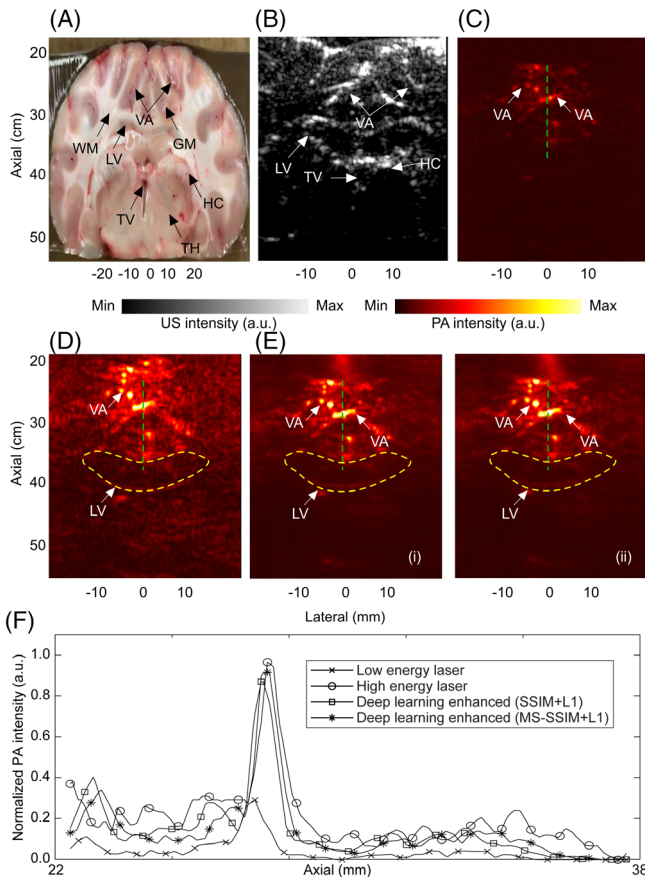 (A)
(B)
(C)
20
30
40
50
Axial (cm)
VA
WM
LV
GM
HC
TV
TH
-20 -10 0 10 20
VA
LV
HC
TV
-10 0 10
VA
VA
-10 0 10
Min Max
US intensity (a.u.)
Min Max
PA intensity (a.u.)
(D)
(E)
20
30
40
50
Axial (cm)
VA
LV
-10 0 10
VA
VA
LV
(i)
-10 0 10
VA
VA
LV
(ii)
-10 0 10
Lateral (mm)
(F)
Normalized PA intensity (a.u.)
1.0
0.8
0.6
0.4
0.2
0.0
Low energy laser
High energy laser
Deep learning enhanced (SSIM+L1)
Deep learning enhanced (MS-SSIM+L1)
22 38
Axial (mm)